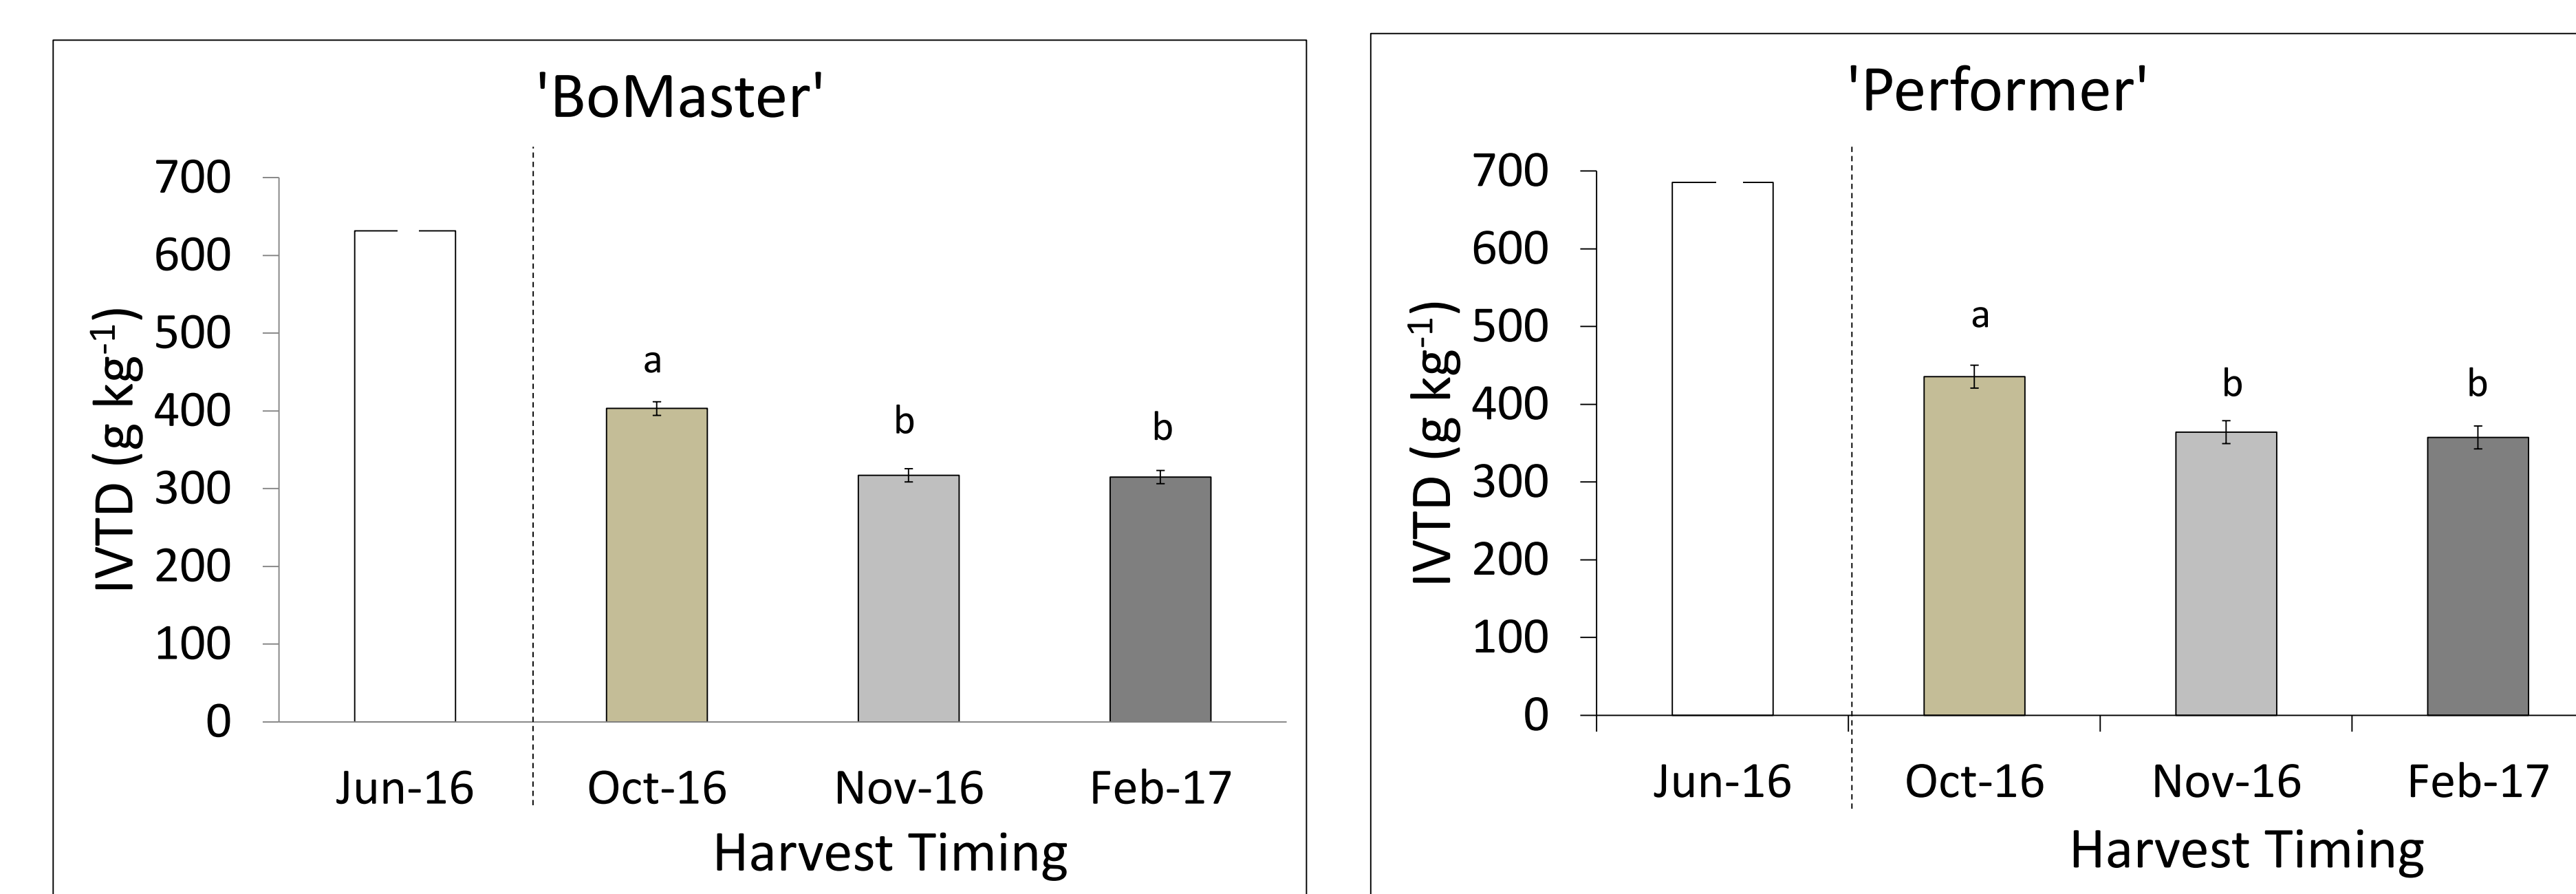 'BoMaster'
700
600
500
400
300
200
100
0
IVTD (g kg-1)
a
b
b
Jun-16 Oct-16 Nov-16 Feb-17
Harvest Timing
'Performer'
700
600
500
400
300
200
100
0
IVTD (g kg-1)
a
b
b
Jun-16 Oct-16 Nov-16 Feb-17
Harvest Timing